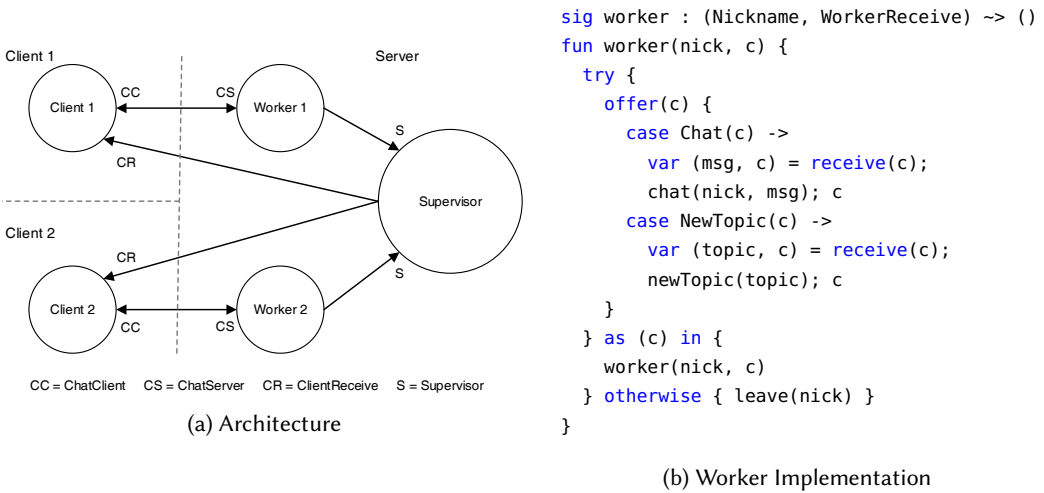 Client 1
Server
Client 1
CC
CS
Worker 1
S
CR
Supervisor
Client 2
CR
S
Client 2
CC
CS
Worker 2
CC = ChatClient CS = ChatServer CR = ClientReceive S = Supervisor
(a) Architecture
sig worker : (Nickname, WorkerReceive) ~> ()
fun worker(nick, c) {
  try {
    offer(c) {
      case Chat(c) ->
        var (msg, c) = receive(c);
        chat(nick, msg); c
      case NewTopic(c) ->
        var (topic, c) = receive(c);
        newTopic(topic); c
    }
  } as (c) in {
    worker(nick, c)
  } otherwise { leave(nick) }
}
(b) Worker Implementation